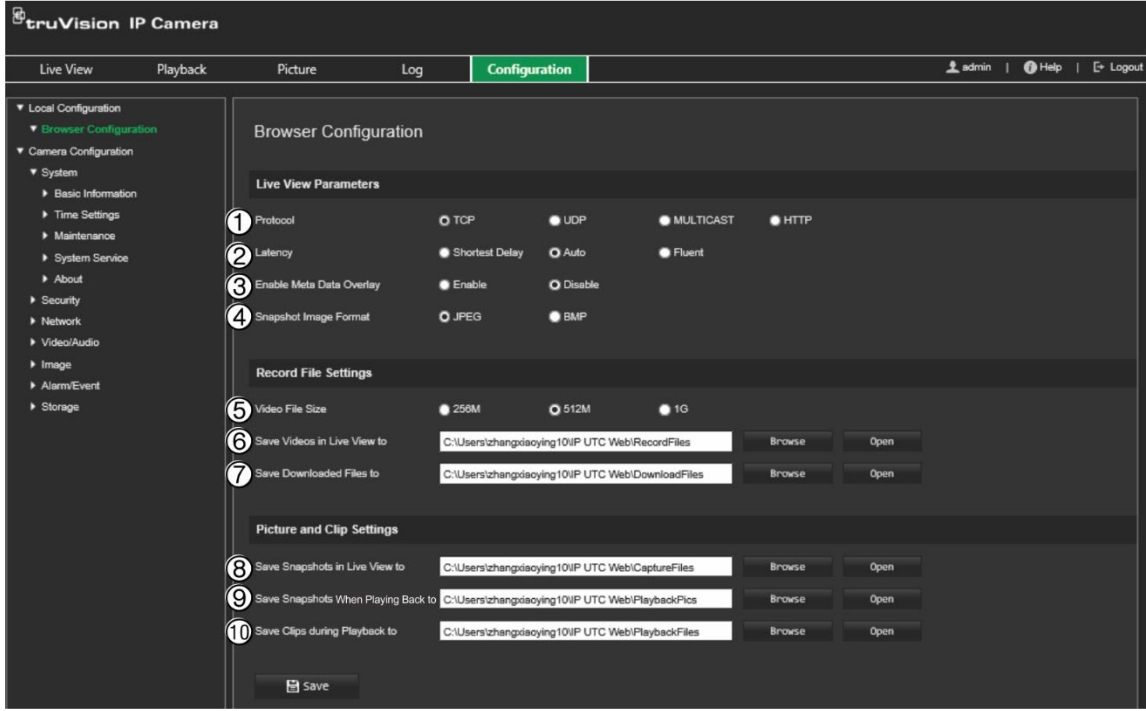 truVision IP Camera
Live View Playback Picture Log Configuration admin | Help | Logout
Local Configuration
Browser Configuration
Camera Configuration
System
Basic Information
Time Settings
Maintenance
System Service
About
Security
Network
Video/Audio
Image
Alarm/Event
Storage
Browser Configuration
Live View Parameters
1 Protocol TCP UDP MULTICAST HTTP
2 Latency Shortest Delay Auto Fluent
3 Enable Meta Data Overlay Enable Disable
4 Snapshot Image Format JPEG BMP
Record File Settings
5 Video File Size 256M 512M 1G
6 Save Videos in Live View to C:\Users\zhangxiaoying10\IP UTC Web\RecordFiles Browse Open
7 Save Downloaded Files to C:\Users\zhangxiaoying10\IP UTC Web\DownloadFiles Browse Open
Picture and Clip Settings
8 Save Snapshots in Live View to C:\Users\zhangxiaoying10\IP UTC Web\CaptureFiles Browse Open
9 Save Snapshots When Playing Back to C:\Users\zhangxiaoying10\IP UTC Web\PlaybackPics Browse Open
10 Save Clips during Playback to C:\Users\zhangxiaoying10\IP UTC Web\PlaybackFiles Browse Open
Save